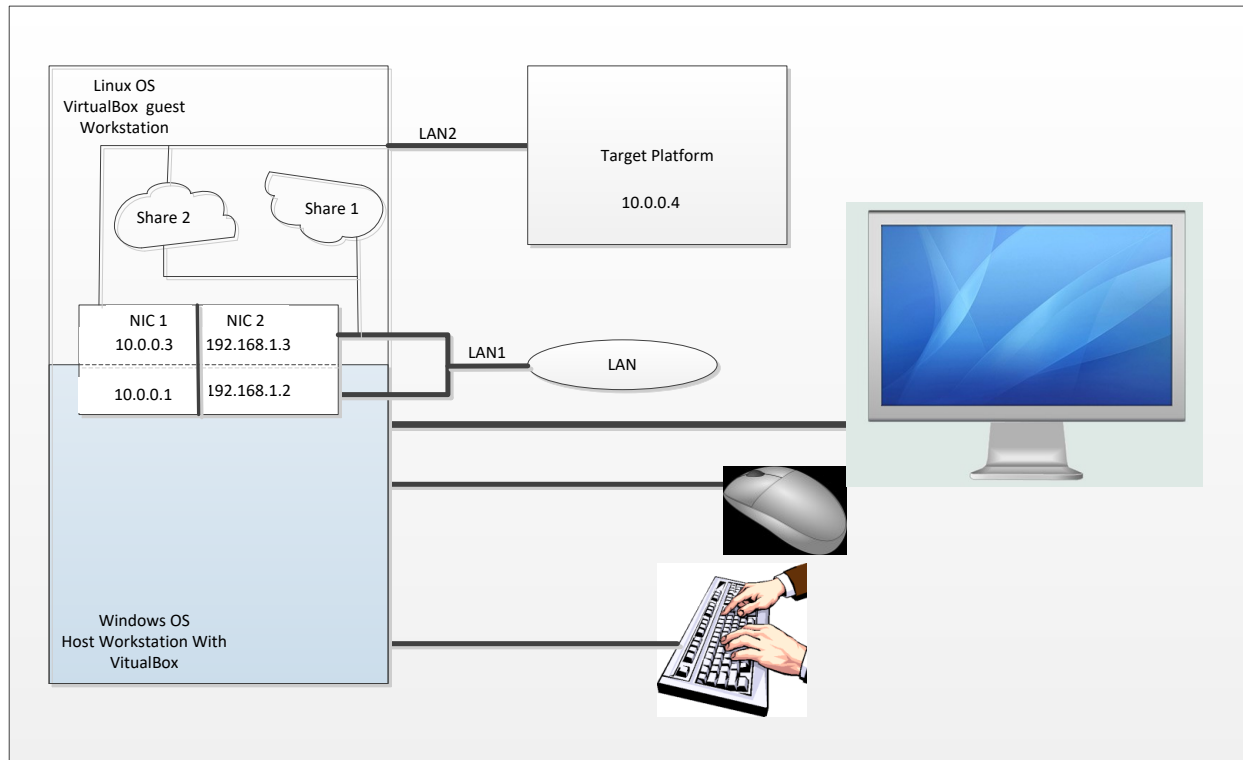 Linux OS
VirtualBox guest
Workstation
LAN2
Target Platform
10.0.0.4
Share 2
Share 1
NIC 1
NIC 2
10.0.0.3
192.168.1.3
10.0.0.1
192.168.1.2
LAN1
LAN
Windows OS
Host Workstation With
VitualBox